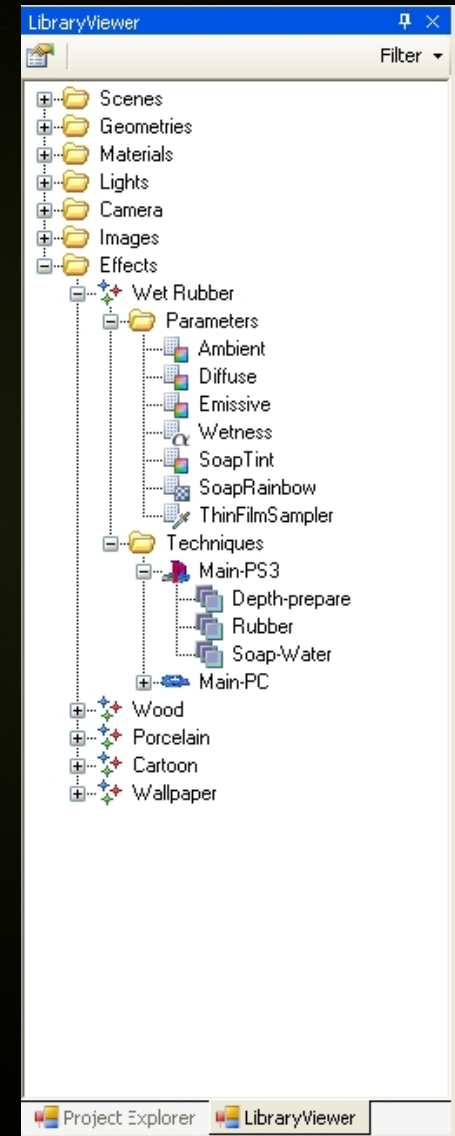 LibraryViewer
Filter
Scenes
Geometries
Materials
Lights
Camera
Images
Effects
Wet Rubber
Parameters
Ambient
Diffuse
Emissive
Wetness
SoapTint
SoapRainbow
ThinFilmSampler
Techniques
Main-PS3
Depth-prepare
Rubber
Soap-Water
Main-PC
Wood
Porcelain
Cartoon
Wallpaper
Project Explorer LibraryViewer